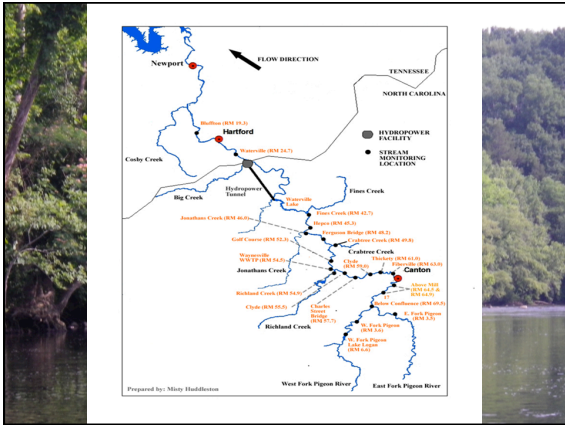 FLOW DIRECTION
Newport
TENNESSEE
NORTH CAROLINA
Bluffton (RM 19.3)
Hartford
HYDROPOWER
FACILITY
STREAM
MONITORING
LOCATION
Waterville (RM 24.7)
Cosby Creek
Big Creek
Hydropower
Tunnel
Waterville
Lake
Fines Creek
Fines Creek (RM 42.7)
Jonathans Creek (RM 46.0)
Hepco (RM 45.3)
Ferguson Bridge (RM 48.2)
Golf Course (RM 52.3)
Crabtree Creek (RM 49.8)
Crabtree
Creek
Waynesville
WWTP (RM 54.5)
Clyde
(RM 59.0)
Thickety (RM 61.0)
Fiberville (RM 63.0)
Canton
Jonathans Creek
Above Mill
(RM 64.5 &
RM 64.9)
Richland Creek (RM 54.9)
Clyde (RM 55.5)
Charles
Street
Bridge
(RM 57.7)
Below Confluence (RM 69.5)
E. Fork Pigeon
(RM 3.5)
Richland Creek
W. Fork Pigeon
(RM 3.6)
W. Fork Pigeon
Lake Logan
(RM 6.6)
West Fork Pigeon River
East Fork Pigeon River
Prepared by: Misty Huddleston